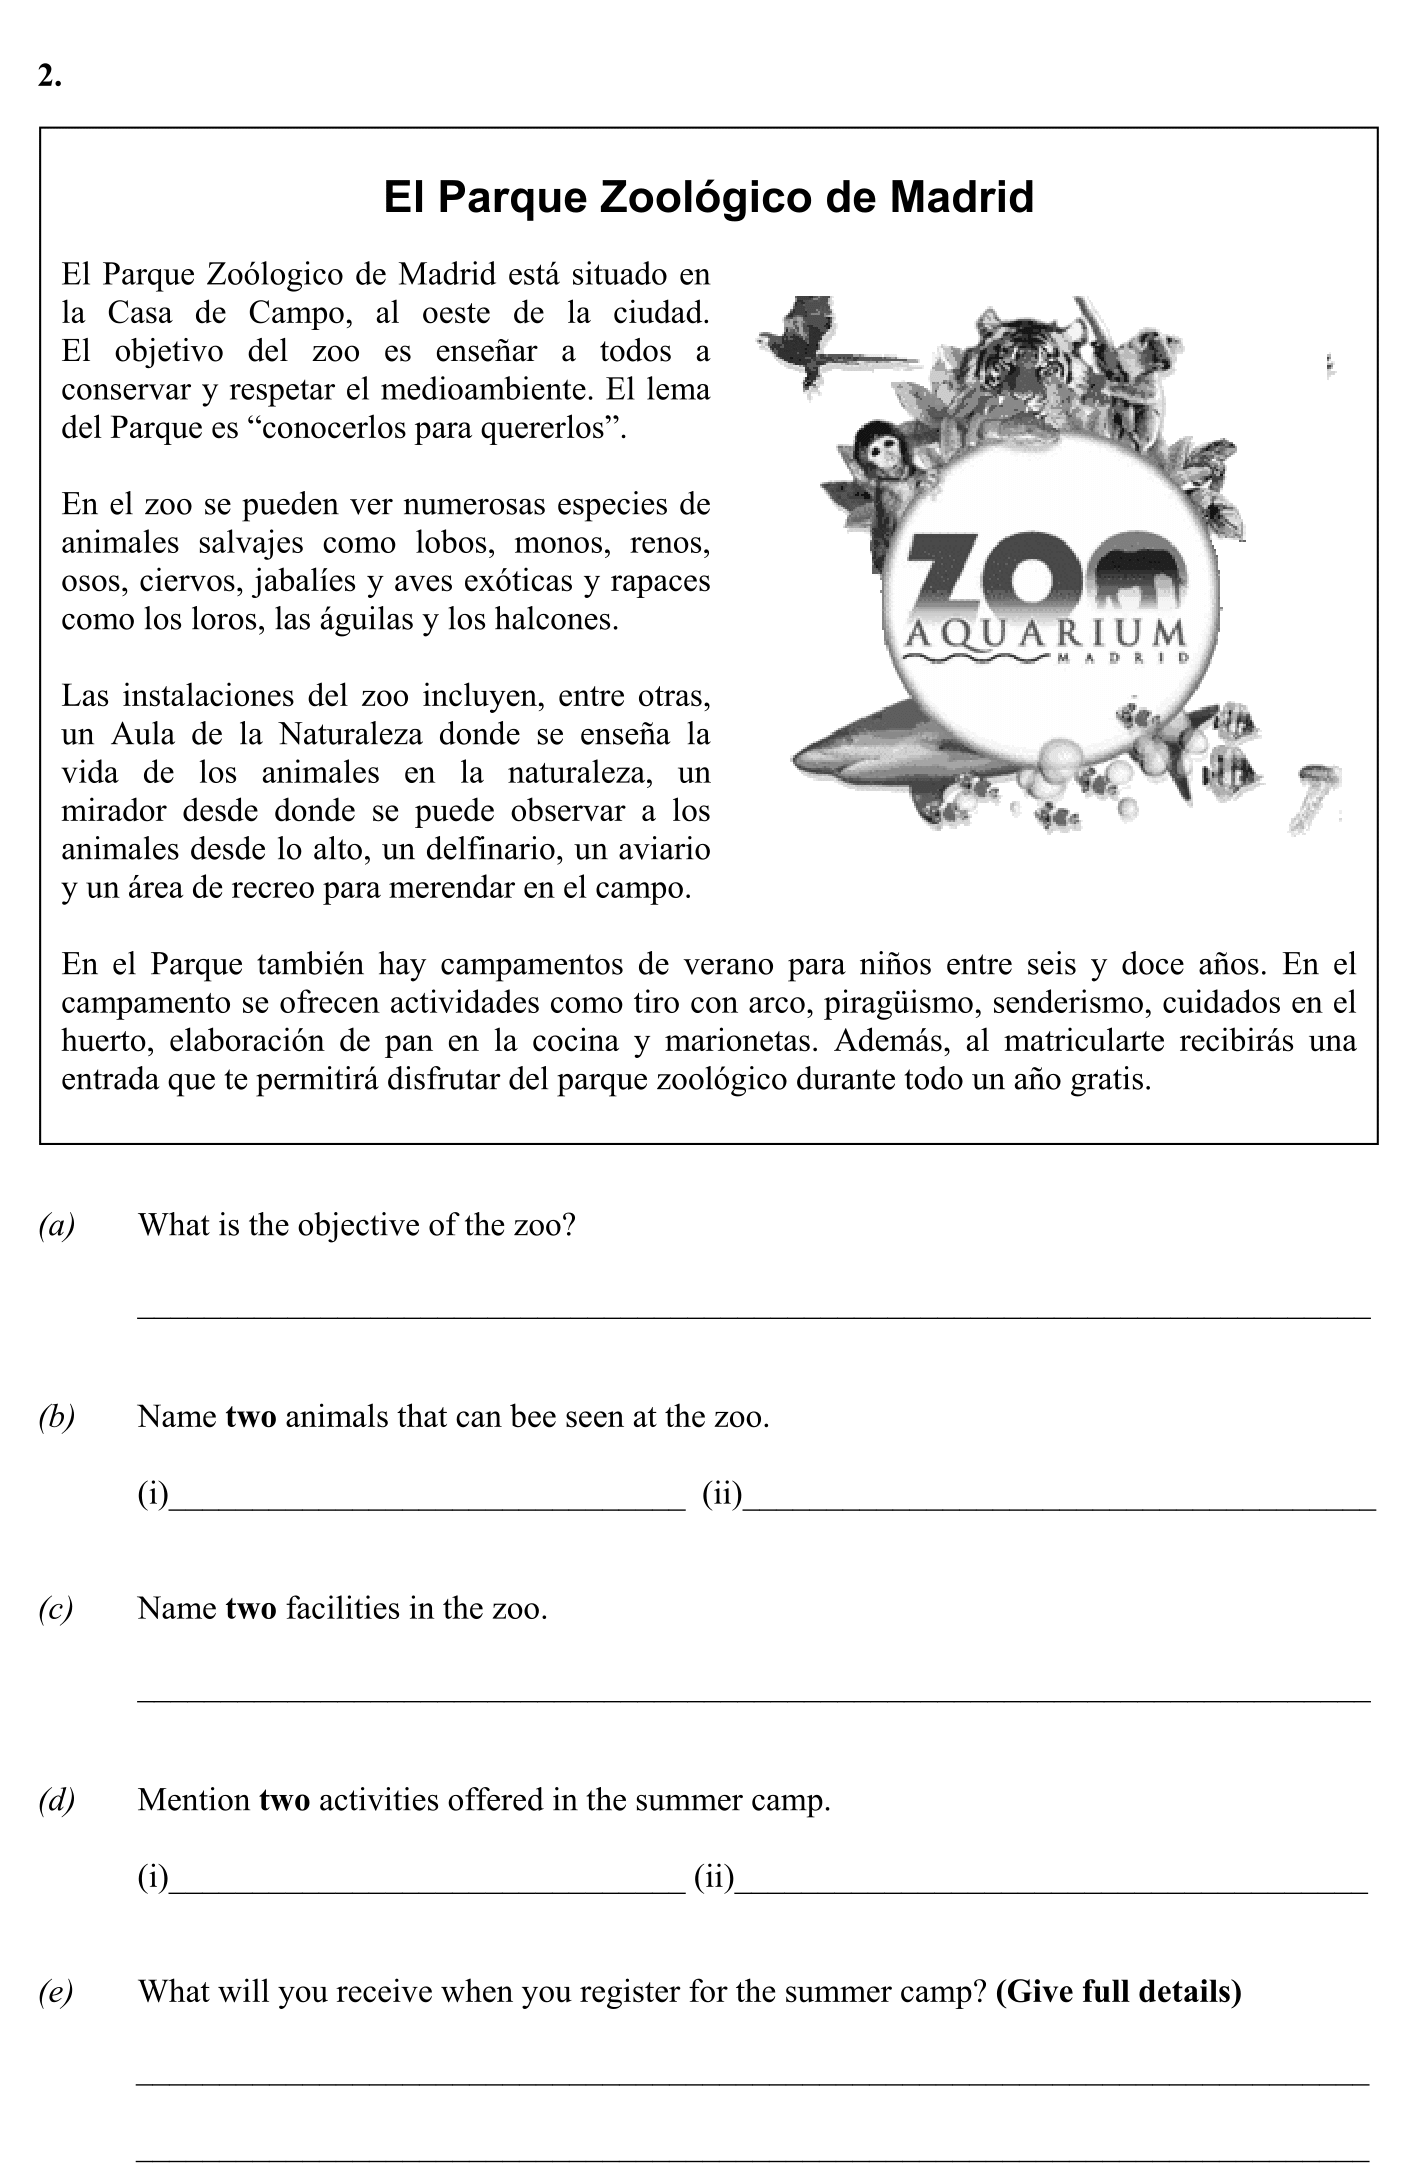 2.
El Parque Zoológico de Madrid
El Parque Zoólogico de Madrid está situado en
la Casa de Campo, al oeste de la ciudad.
El objetivo del zoo es enseñar a todos a
conservar y respetar el medioambiente. El lema
del Parque es “conocerlos para quererlos”.
En el zoo se pueden ver numerosas especies de
animales salvajes como lobos, monos, renos,
osos, ciervos, jabalíes y aves exóticas y rapaces
como los loros, las águilas y los halcones.
Las instalaciones del zoo incluyen, entre otras,
un Aula de la Naturaleza donde se enseña la
vida de los animales en la naturaleza, un
mirador desde donde se puede observar a los
animales desde lo alto, un delfinario, un aviario
y un área de recreo para merendar en el campo.
ZOO
AQUARIUM
MADRID
En el Parque también hay campamentos de verano para niños entre seis y doce años. En el
campamento se ofrecen actividades como tiro con arco, piragüismo, senderismo, cuidados en el
huerto, elaboración de pan en la cocina y marionetas. Además, al matricularte recibirás una
entrada que te permitirá disfrutar del parque zoológico durante todo un año gratis.
(a) What is the objective of the zoo?
(b) Name two animals that can bee seen at the zoo.
(i)______________________________ (ii)______________________________
(c) Name two facilities in the zoo.
(d) Mention two activities offered in the summer camp.
(i)______________________________ (ii)______________________________
(e) What will you receive when you register for the summer camp? (Give full details)